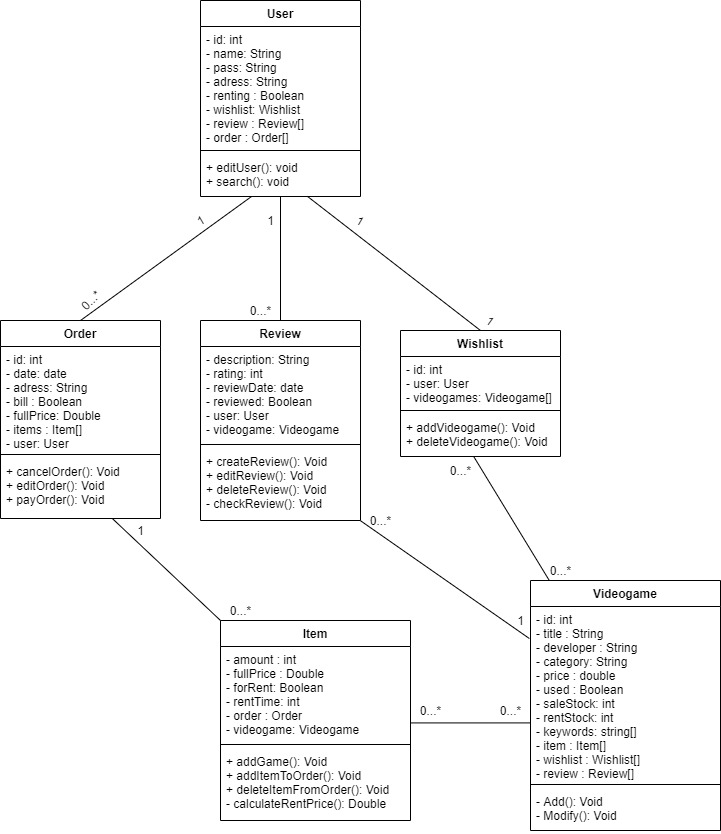 User
- id: int
- name: String
- pass: String
- adress: String
- renting : Boolean
- wishlist: Wishlist
- review : Review[]
- order : Order[]
+ editUser(): void
+ search(): void
1
1
1
0...*
0...*
1
Order
- id: int
- date: date
- adress: String
- bill : Boolean
- fullPrice: Double
- items : Item[]
- user: User
+ cancelOrder(): Void
+ editOrder(): Void
+ payOrder(): Void
Review
- description: String
- rating: int
- reviewDate: date
- reviewed: Boolean
- user: User
- videogame: Videogame
+ createReview(): Void
+ editReview(): Void
+ deleteReview(): Void
- checkReview(): Void
Wishlist
- id: int
- user: User
- videogames: Videogame[]
+ addVideogame(): Void
+ deleteVideogame(): Void
0...*
0...*
1
0...*
1
0...*
Item
- amount : int
- fullPrice : Double
- forRent: Boolean
- rentTime: int
- order : Order
- videogame: Videogame
+ addGame(): Void
+ addItemToOrder(): Void
+ deleteItemFromOrder(): Void
- calculateRentPrice(): Double
0...*
0...*
Videogame
- id: int
- title : String
- developer : String
- category: String
- price : double
- used : Boolean
- saleStock: int
- rentStock: int
- keywords: string[]
- item : Item[]
- wishlist : Wishlist[]
- review : Review[]
- Add(): Void
- Modify(): Void